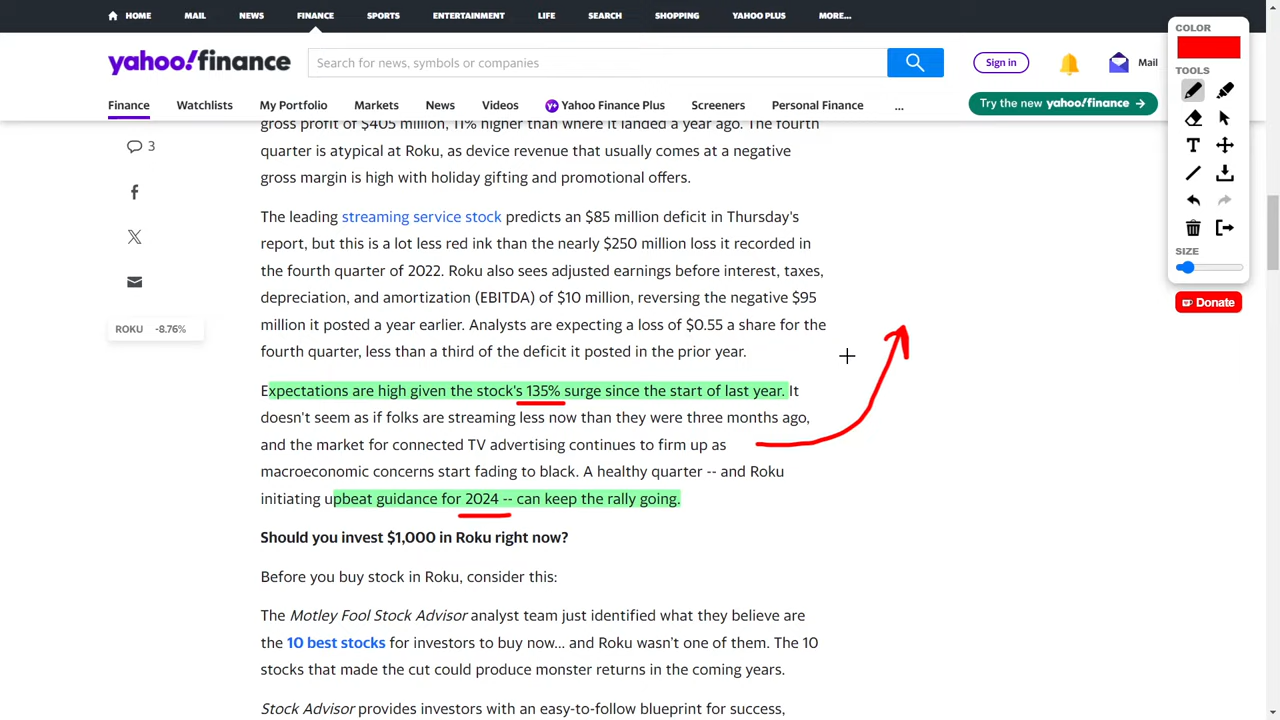 HOME MAIL NEWS FINANCE SPORTS ENTERTAINMENT LIFE SEARCH SHOPPING YAHOO PLUS MORE...
yahoo!finance
Search for news, symbols or companies
Sign in
Mail
Finance Watchlists My Portfolio Markets News Videos Yahoo Finance Plus Screeners Personal Finance ...
Try the new yahoo!finance →
gross profit of $405 million, 11% higher than where it landed a year ago. The fourth
quarter is atypical at Roku, as device revenue that usually comes at a negative
gross margin is high with holiday gifting and promotional offers.
3
The leading streaming service stock predicts an $85 million deficit in Thursday's
report, but this is a lot less red ink than the nearly $250 million loss it recorded in
the fourth quarter of 2022. Roku also sees adjusted earnings before interest, taxes,
depreciation, and amortization (EBITDA) of $10 million, reversing the negative $95
million it posted a year earlier. Analysts are expecting a loss of $0.55 a share for the
fourth quarter, less than a third of the deficit it posted in the prior year.
ROKU -8.76%
Expectations are high given the stock's 135% surge since the start of last year. It
doesn't seem as if folks are streaming less now than they were three months ago,
and the market for connected TV advertising continues to firm up as
macroeconomic concerns start fading to black. A healthy quarter -- and Roku
initiating upbeat guidance for 2024 -- can keep the rally going.
Should you invest $1,000 in Roku right now?
Before you buy stock in Roku, consider this:
The Motley Fool Stock Advisor analyst team just identified what they believe are
the 10 best stocks for investors to buy now... and Roku wasn't one of them. The 10
stocks that made the cut could produce monster returns in the coming years.
Stock Advisor provides investors with an easy-to-follow blueprint for success,
COLOR
TOOLS
T
SIZE
Donate